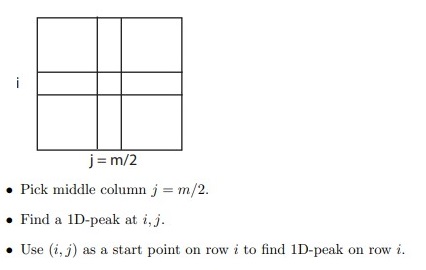 i
j = m/2
• Pick middle column j = m/2.
• Find a 1D-peak at i, j.
• Use (i, j) as a start point on row i to find 1D-peak on row i.